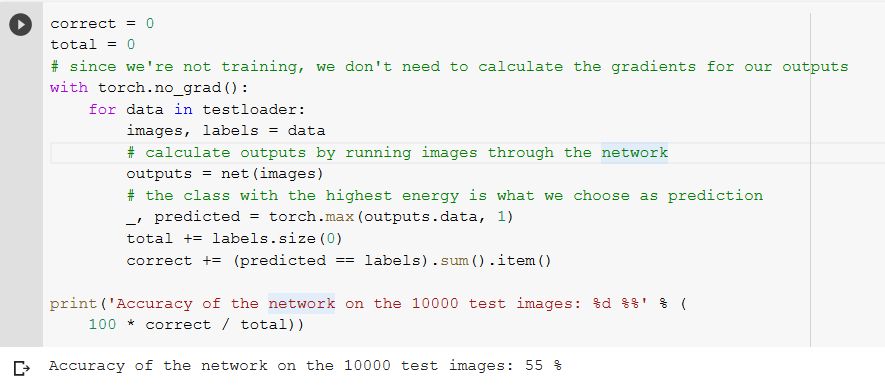 correct = 0
total = 0
# since we're not training, we don't need to calculate the gradients for our outputs
with torch.no_grad():
    for data in testloader:
        images, labels = data
        # calculate outputs by running images through the network
        outputs = net(images)
        # the class with the highest energy is what we choose as prediction
        _, predicted = torch.max(outputs.data, 1)
        total += labels.size(0)
        correct += (predicted == labels).sum().item()

print('Accuracy of the network on the 10000 test images: %d %%' % (
    100 * correct / total))
Accuracy of the network on the 10000 test images: 55 %